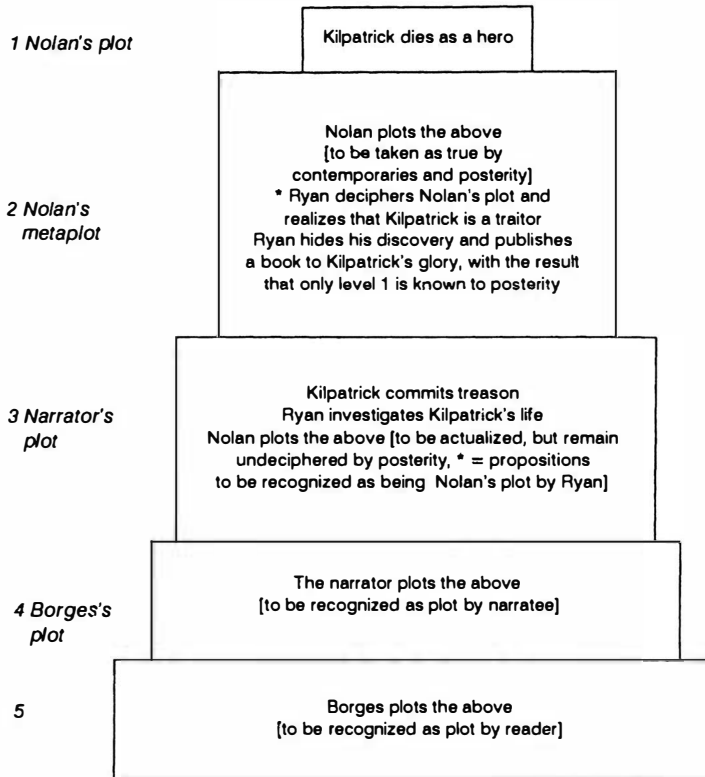 1 Nolan's plot
Kilpatrick dies as a hero
2 Nolan's
metaplot
Nolan plots the above
[to be taken as true by
contemporaries and posterity]
* Ryan deciphers Nolan's plot and
realizes that Kilpatrick is a traitor
Ryan hides his discovery and publishes
a book to Kilpatrick's glory, with the result
that only level 1 is known to posterity
3 Narrator's
plot
Kilpatrick commits treason
Ryan investigates Kilpatrick's life
Nolan plots the above [to be actualized, but remain
undeciphered by posterity, * = propositions
to be recognized as being Nolan's plot by Ryan]
4 Borges's
plot
The narrator plots the above
[to be recognized as plot by narratee]
5
Borges plots the above
[to be recognized as plot by reader]